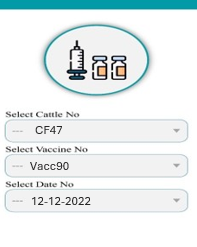 Select Cattle No
--- CF47
Select Vaccine No
--- Vacc90
Select Date No
--- 12-12-2022